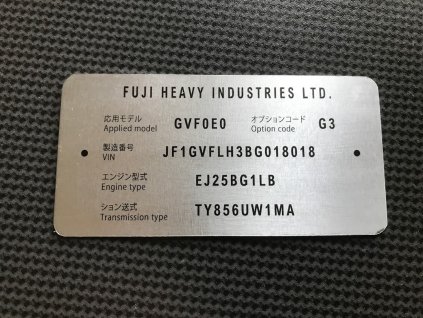 FUJI HEAVY INDUSTRIES LTD.
応用モデル GVF0E0 オプションコード G3
Applied model Option code
製造番号 JF1GVFLH3BG018018
VIN
エンジン型式 EJ25BG1LB
Engine type
ション送式 TY856UW1MA
Transmission type